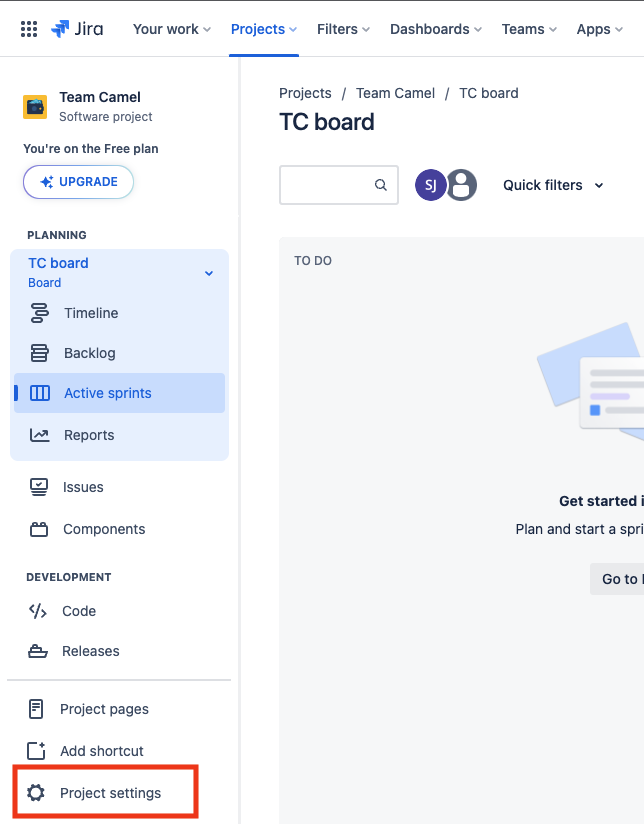 Jira Your work Projects Filters Dashboards Teams Apps
Team Camel
Software project
You're on the Free plan
UPGRADE
PLANNING
TC board
Board
Timeline
Backlog
Active sprints
Reports
Issues
Components
DEVELOPMENT
Code
Releases
Project pages
Add shortcut
Project settings
Projects / Team Camel / TC board
TC board
SJ Quick filters
TO DO
Get started i
Plan and start a spri
Go to